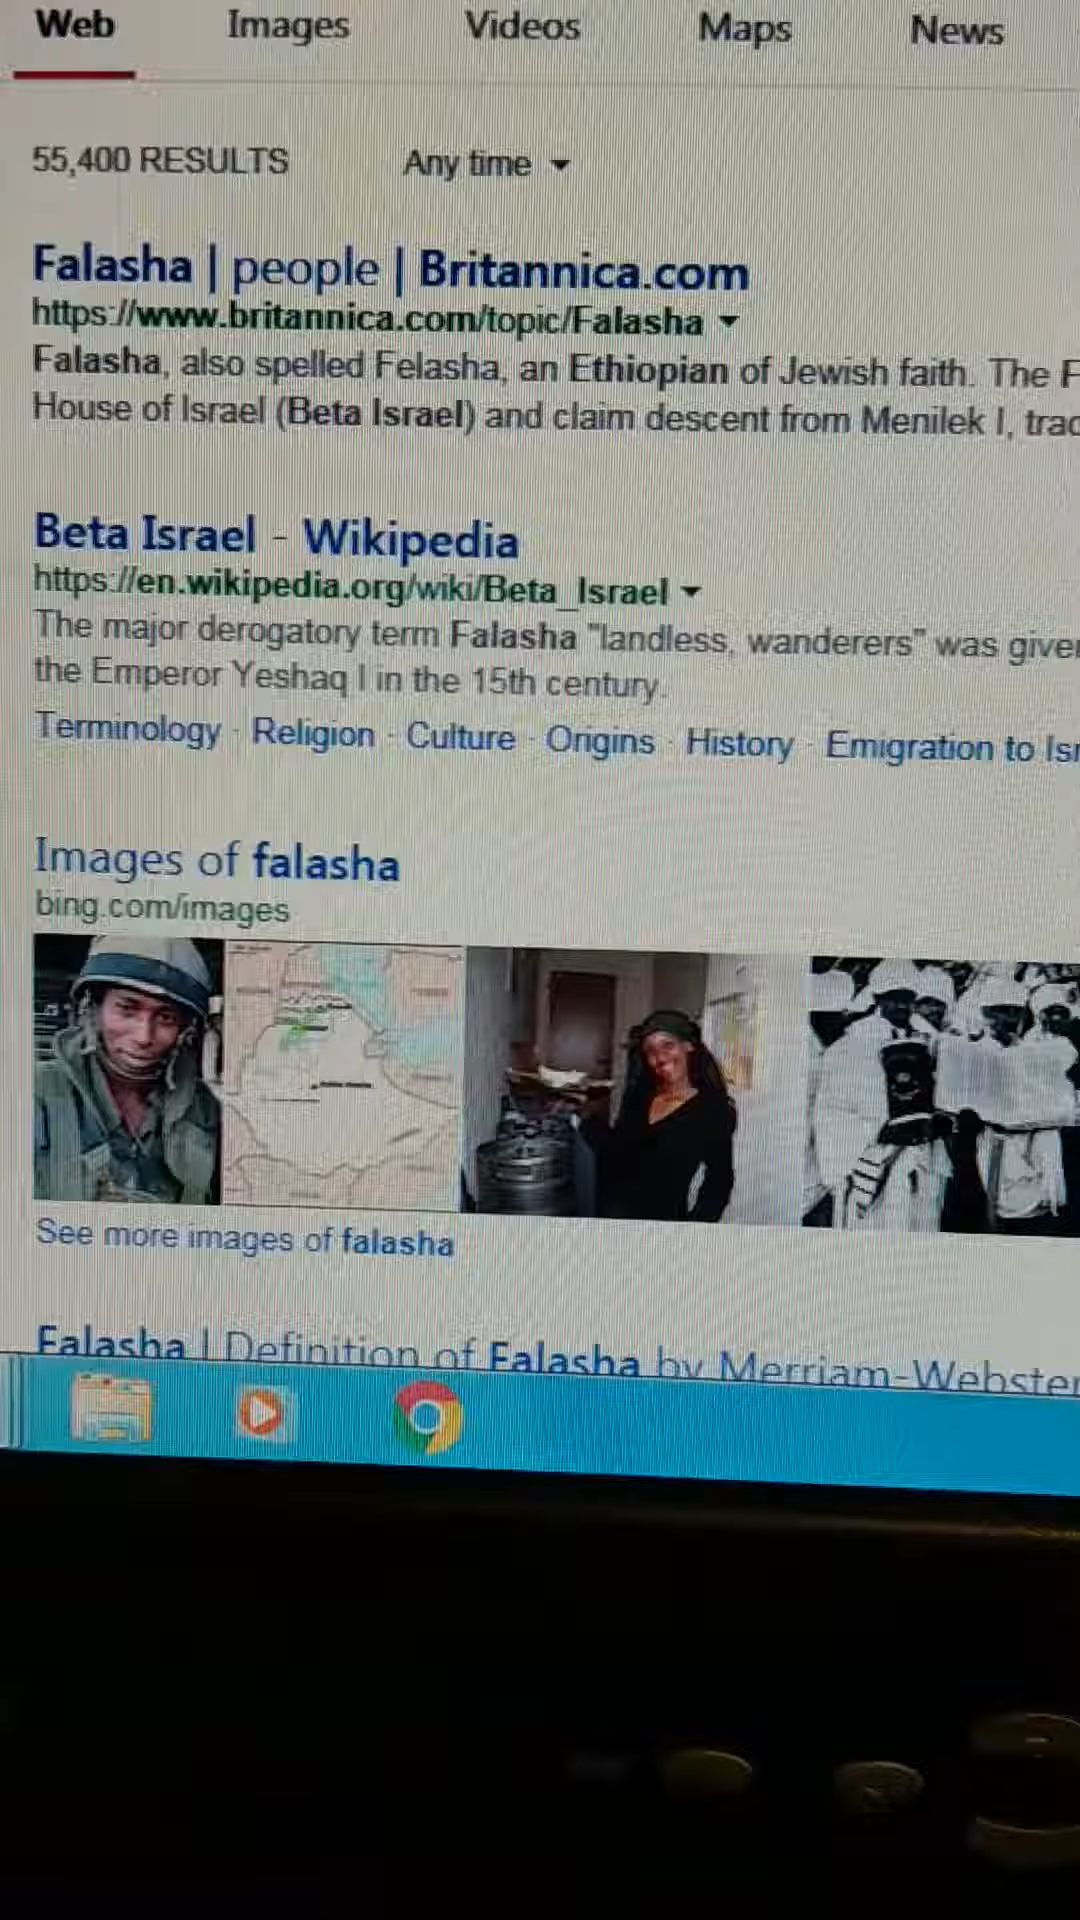 Web Images Videos Maps News
55,400 RESULTS Any time
Falasha | people | Britannica.com
https://www.britannica.com/topic/Falasha
Falasha, also spelled Felasha, an Ethiopian of Jewish faith. The F
House of Israel (Beta Israel) and claim descent from Menilek I, trad
Beta Israel - Wikipedia
https://en.wikipedia.org/wiki/Beta_Israel
The major derogatory term Falasha "landless, wanderers" was given
the Emperor Yeshaq I in the 15th century.
Terminology · Religion · Culture · Origins · History · Emigration to Isr
Images of falasha
bing.com/images
See more images of falasha
Falasha | Definition of Falasha by Merriam-Webster